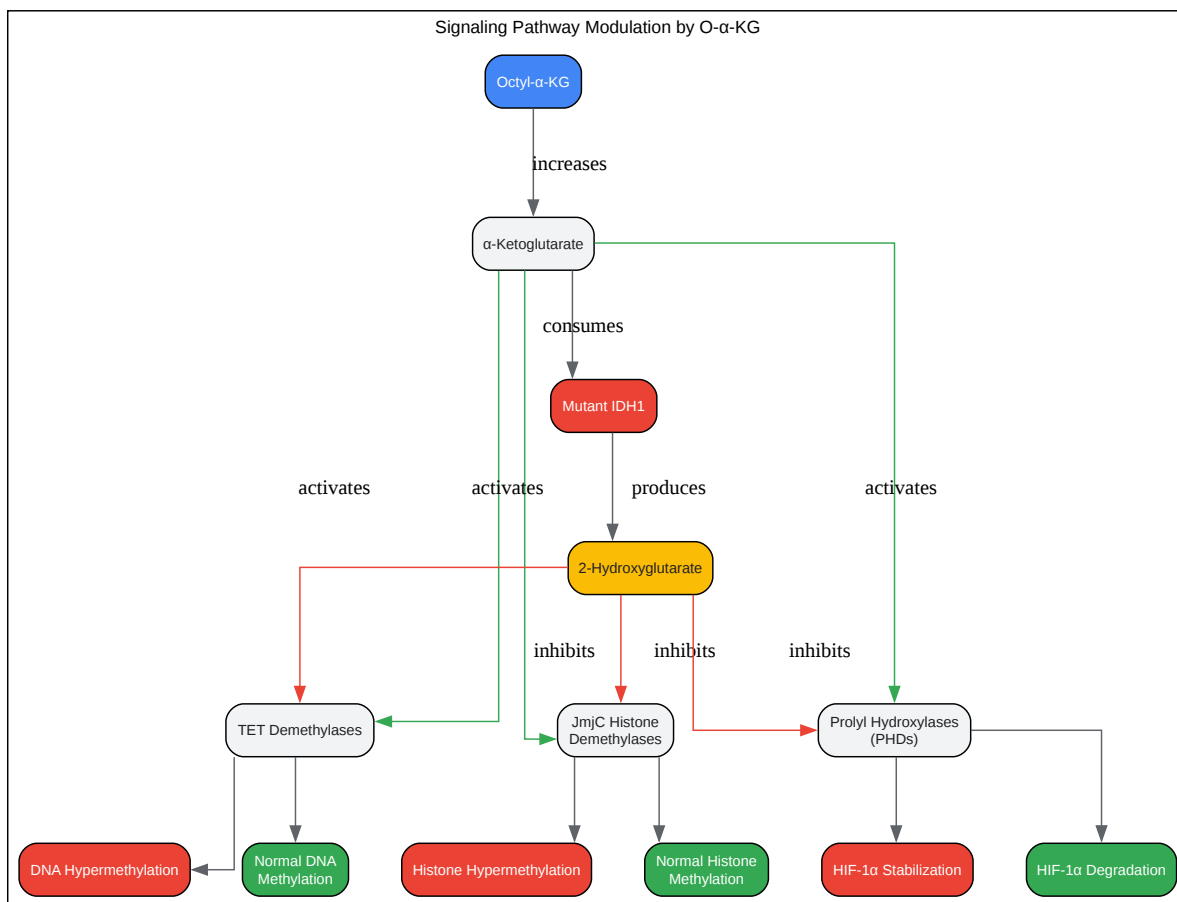 Signaling Pathway Modulation by O-α-KG
Octyl-α-KG
increases
α-Ketoglutarate
consumes
Mutant IDH1
activates
activates
produces
activates
2-Hydroxyglutarate
inhibits
inhibits
inhibits
TET Demethylases
JmjC Histone
Demethylases
Prolyl Hydroxylases
(PHDs)
DNA Hypermethylation
Normal DNA
Methylation
Histone Hypermethylation
Normal Histone
Methylation
HIF-1α Stabilization
HIF-1α Degradation